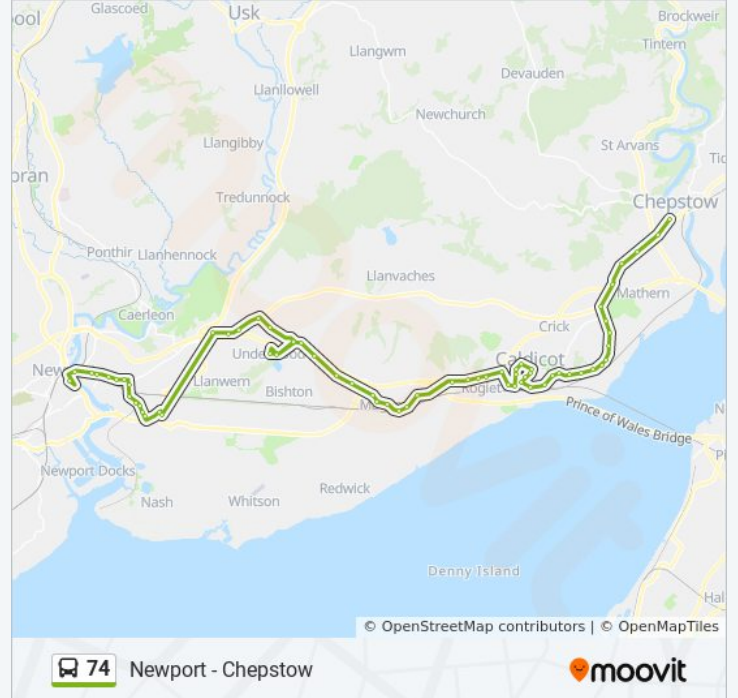 Glascoed
Usk
Brockweir
Tintern
Llangwm
Devauden
Llanllowell
Newchurch
Llangibby
St Arvans
Tredunnock
Chepstow
Ponthir
Llanhennock
Llanvaches
Mathern
Caerleon
Crick
Caldicot
Llanwern
Bishton
Rogiet
Prince of Wales Bridge
Newport Docks
Nash
Whitson
Redwick
Denny Island
© OpenStreetMap contributors | © OpenMapTiles
74 Newport - Chepstow
moovit